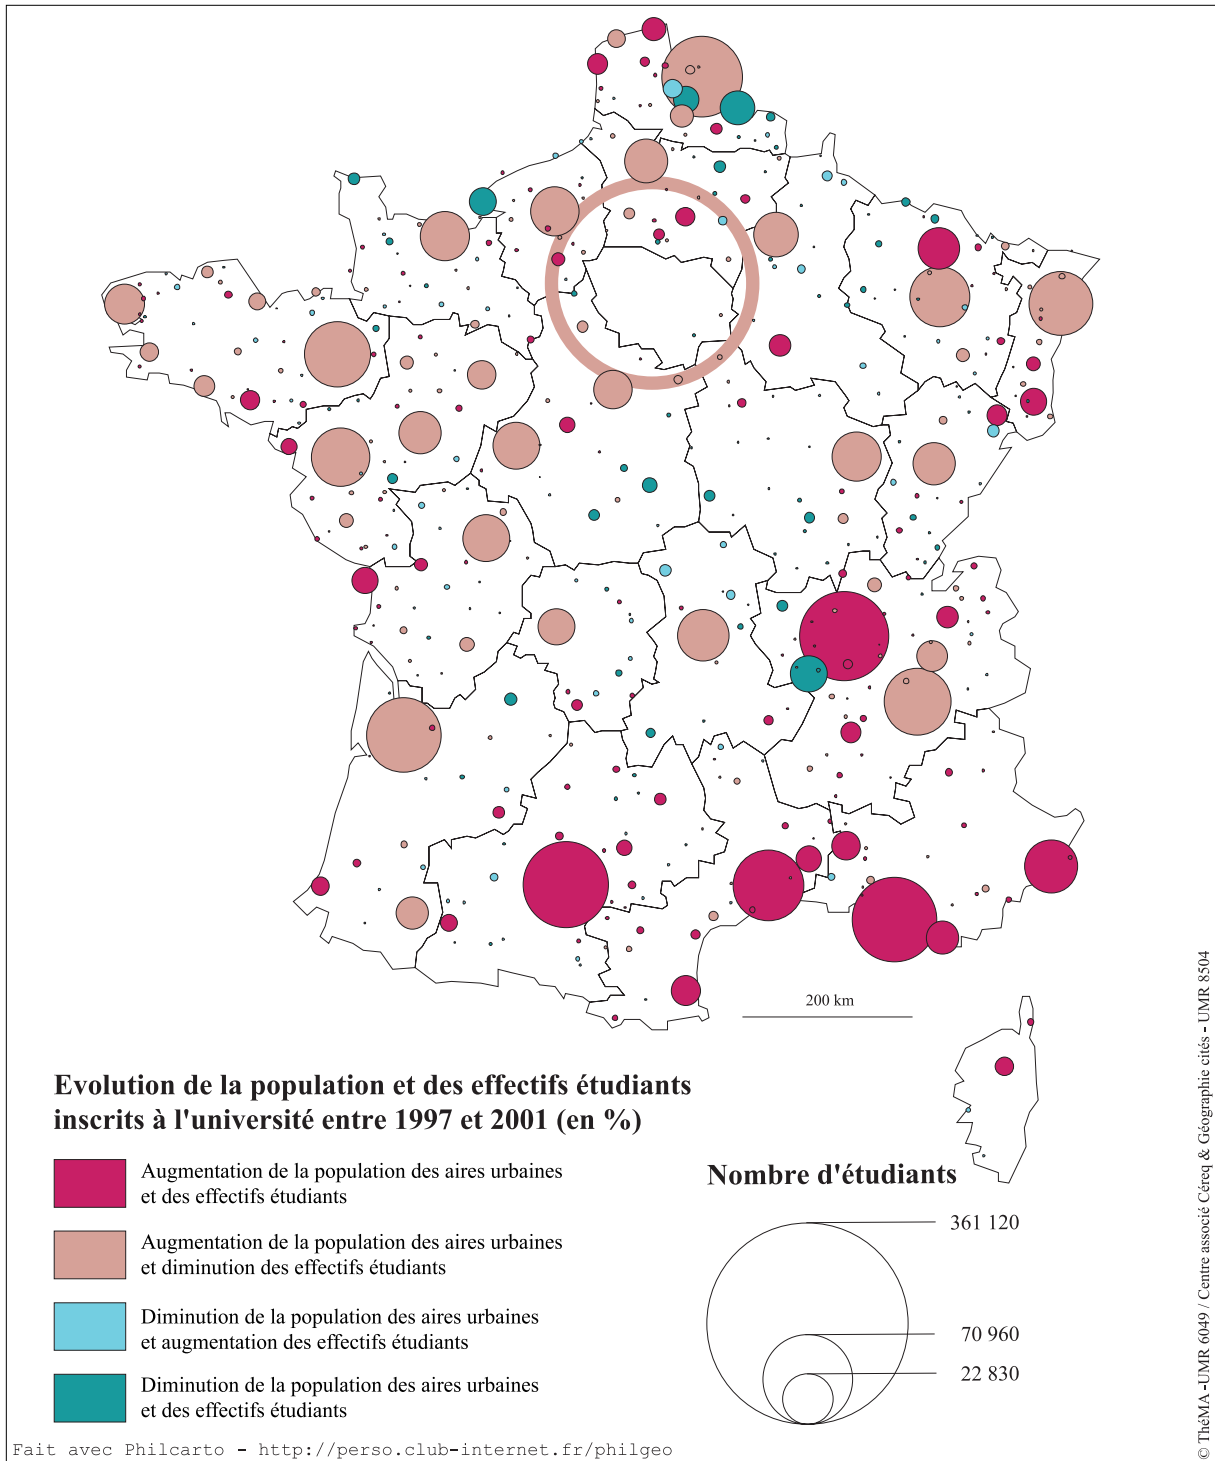 200 km
Evolution de la population et des effectifs étudiants
inscrits à l'université entre 1997 et 2001 (en %)
Augmentation de la population des aires urbaines
et des effectifs étudiants
Augmentation de la population des aires urbaines
et diminution des effectifs étudiants
Diminution de la population des aires urbaines
et augmentation des effectifs étudiants
Diminution de la population des aires urbaines
et des effectifs étudiants
Nombre d'étudiants
361 120
70 960
22 830
Fait avec Philcarto - http://perso.club-internet.fr/philgeo
© ThéMA - UMR 6049 / Centre associé Céreq & Géographie cités - UMR 8504